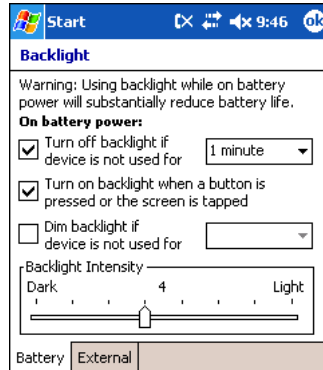 Start 9:46 ok
Backlight
Warning: Using backlight while on battery
power will substantially reduce battery life.
On battery power:
Turn off backlight if
device is not used for 1 minute
Turn on backlight when a button is
pressed or the screen is tapped
Dim backlight if
device is not used for
Backlight Intensity
Dark 4 Light
Battery External